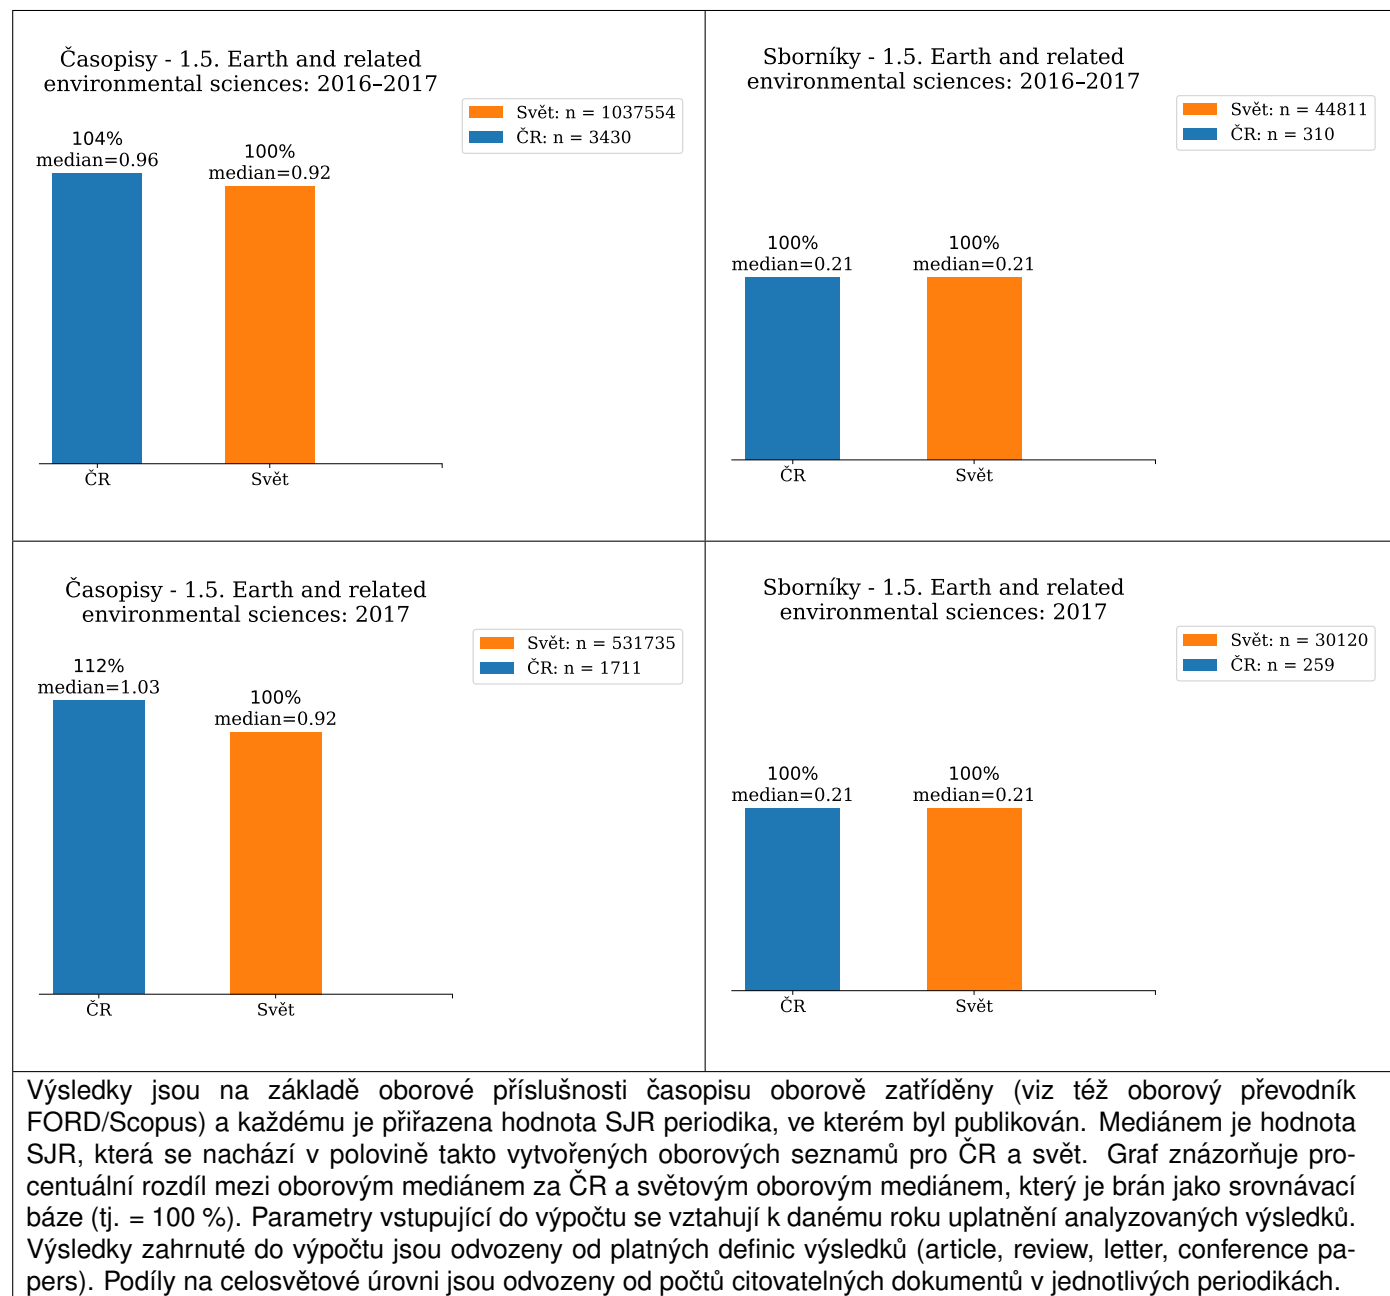 Časopisy - 1.5. Earth and related
environmental sciences: 2016–2017
Svět: n = 1037554
ČR: n = 3430
104%
median=0.96
100%
median=0.92
ČR
Svět
Sborníky - 1.5. Earth and related
environmental sciences: 2016–2017
Svět: n = 44811
ČR: n = 310
100%
median=0.21
100%
median=0.21
ČR
Svět
Časopisy - 1.5. Earth and related
environmental sciences: 2017
Svět: n = 531735
ČR: n = 1711
112%
median=1.03
100%
median=0.92
ČR
Svět
Sborníky - 1.5. Earth and related
environmental sciences: 2017
Svět: n = 30120
ČR: n = 259
100%
median=0.21
100%
median=0.21
ČR
Svět
Výsledky jsou na základě oborové příslušnosti časopisu oborově zatříděny (viz též oborový převodník
FORD/Scopus) a každému je přiřazena hodnota SJR periodika, ve kterém byl publikován. Mediánem je hodnota
SJR, která se nachází v polovině takto vytvořených oborových seznamů pro ČR a svět. Graf znázorňuje pro-
centuální rozdíl mezi oborovým mediánem za ČR a světovým oborovým mediánem, který je brán jako srovnávací
báze (tj. = 100 %). Parametry vstupující do výpočtu se vztahují k danému roku uplatnění analyzovaných výsledků.
Výsledky zahrnuté do výpočtu jsou odvozeny od platných definic výsledků (article, review, letter, conference pa-
pers). Podíly na celosvětové úrovni jsou odvozeny od počtů citovatelných dokumentů v jednotlivých periodikách.